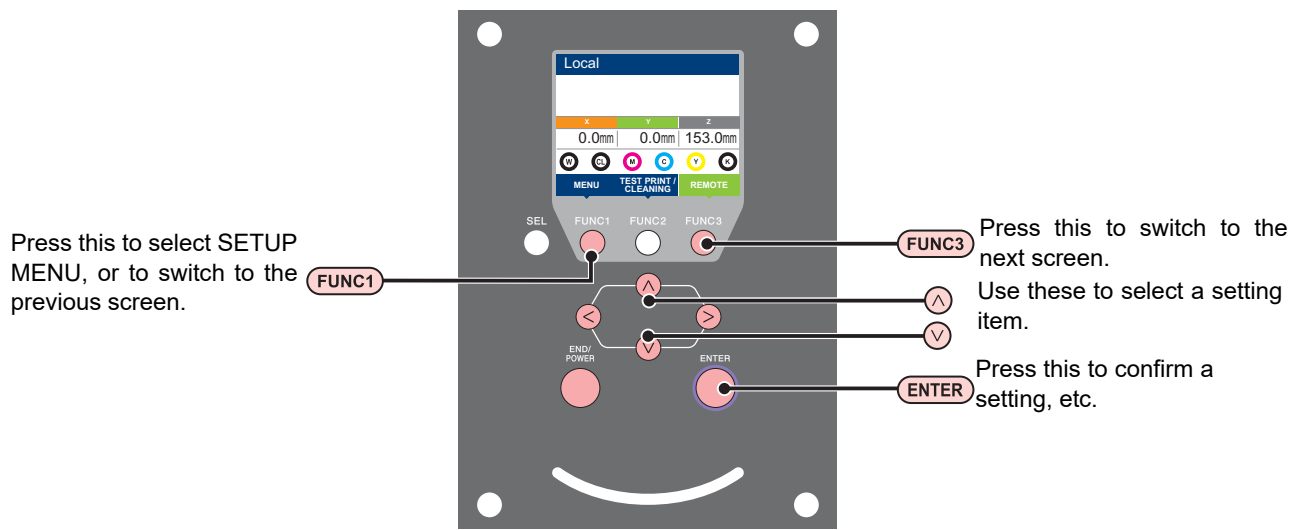 Local
X Y Z
0.0mm 0.0mm 153.0mm
W CL M C Y K
MENU TEST PRINT / CLEANING REMOTE
SEL FUNC1 FUNC2 FUNC3
Press this to select SETUP
MENU, or to switch to the
previous screen.
FUNC1
FUNC3
Press this to switch to the
next screen.
Use these to select a setting
item.
END/
POWER
ENTER
ENTER
Press this to confirm a
setting, etc.